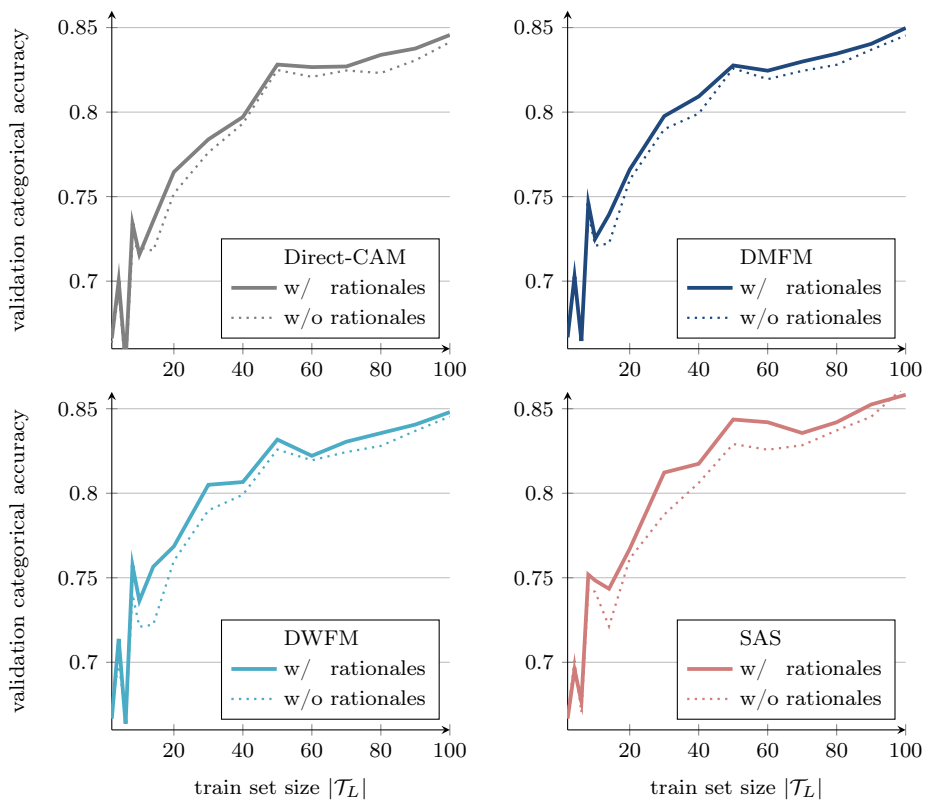 validation categorical accuracy
0.85
0.8
0.75
0.7
Direct-CAM
w/ rationales
w/o rationales
20 40 60 80 100
0.85
0.8
0.75
0.7
DMFM
w/ rationales
w/o rationales
20 40 60 80 100
validation categorical accuracy
0.85
0.8
0.75
0.7
DWFM
w/ rationales
w/o rationales
20 40 60 80 100
train set size |𝒯_L|
0.85
0.8
0.75
0.7
SAS
w/ rationales
w/o rationales
20 40 60 80 100
train set size |𝒯_L|